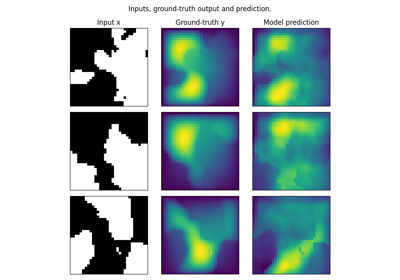 Inputs, ground-truth output and prediction.
Input x
Ground-truth y
Model prediction